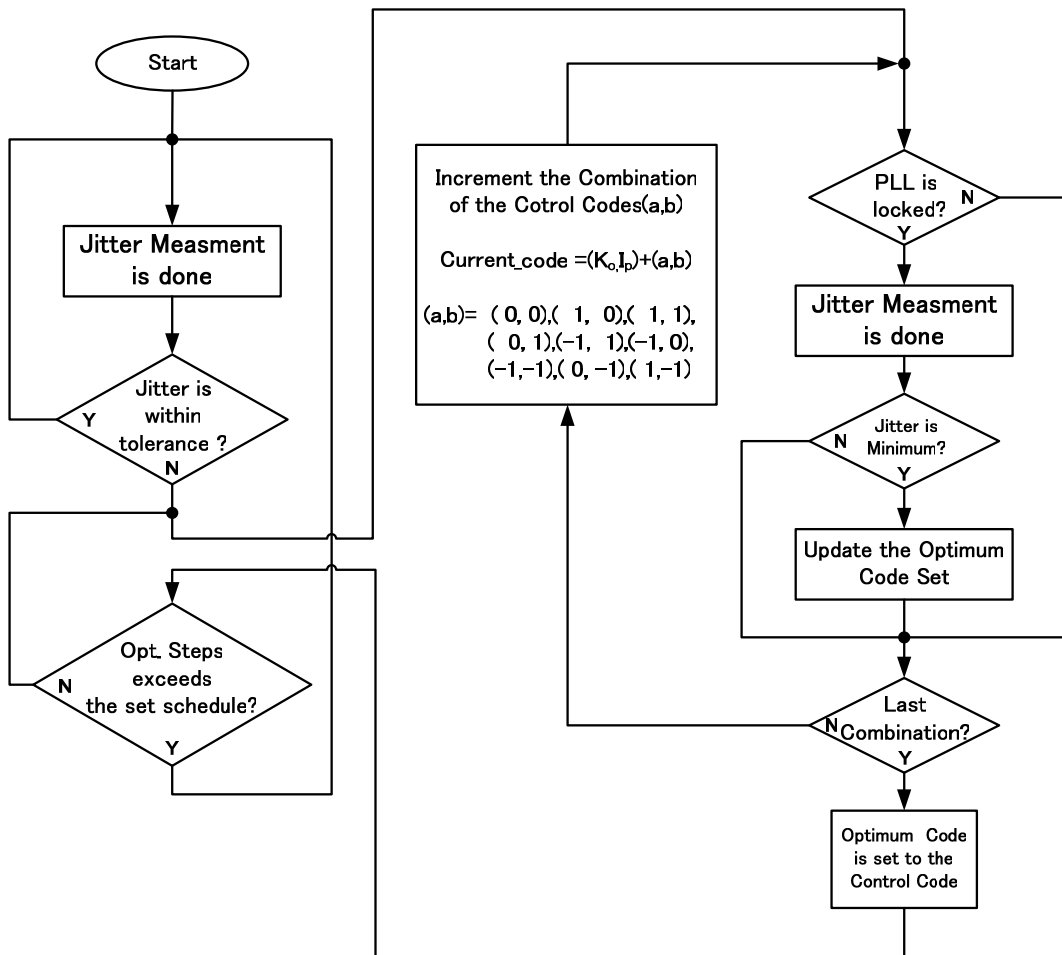 Start
Jitter Measment
is done
Jitter is
within
tolerance ?
Y
N
Opt. Steps
exceeds
the set schedule?
N
Y
Increment the Combination
of the Cotrol Codes(a,b)
Current_code =(Ko,Ip)+(a,b)
(a,b)= ( 0, 0),( 1, 0),( 1, 1),
( 0, 1),(-1, 1),(-1, 0),
(-1,-1),( 0, -1),( 1,-1)
PLL is
locked?
N
Y
Jitter Measment
is done
Jitter is
Minimum?
N
Y
Update the Optimum
Code Set
Last
Combination?
N
Y
Optimum Code
is set to the
Control Code